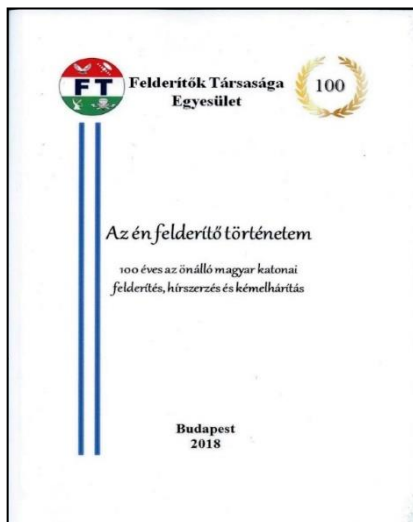 FT
Felderítők Társasága
Egyesület
100
Az én felderítő történetem
100 éves az önálló magyar katonai
felderítés, hírszerzés és kémelhárítás
Budapest
2018